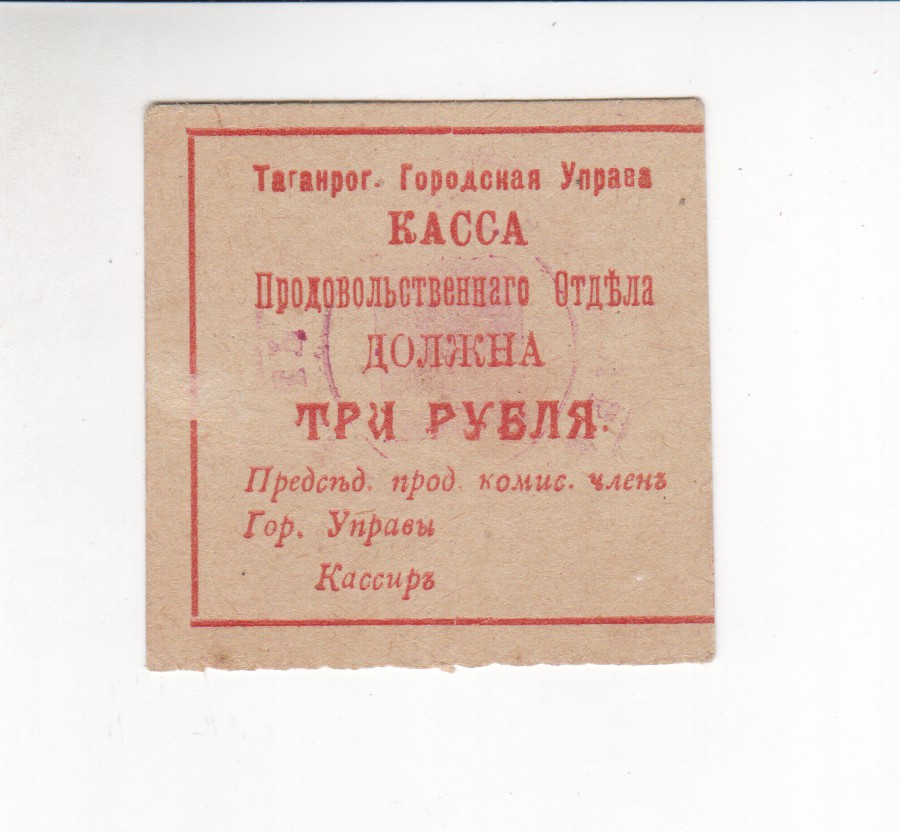 Таганрог. Городская Управа
КАССА
Продовольственнаго Отдѣла
ДОЛЖНА
ТРИ РУБЛЯ.
Предсѣд. прод. комис. членъ
Гор. Управы
Кассиръ